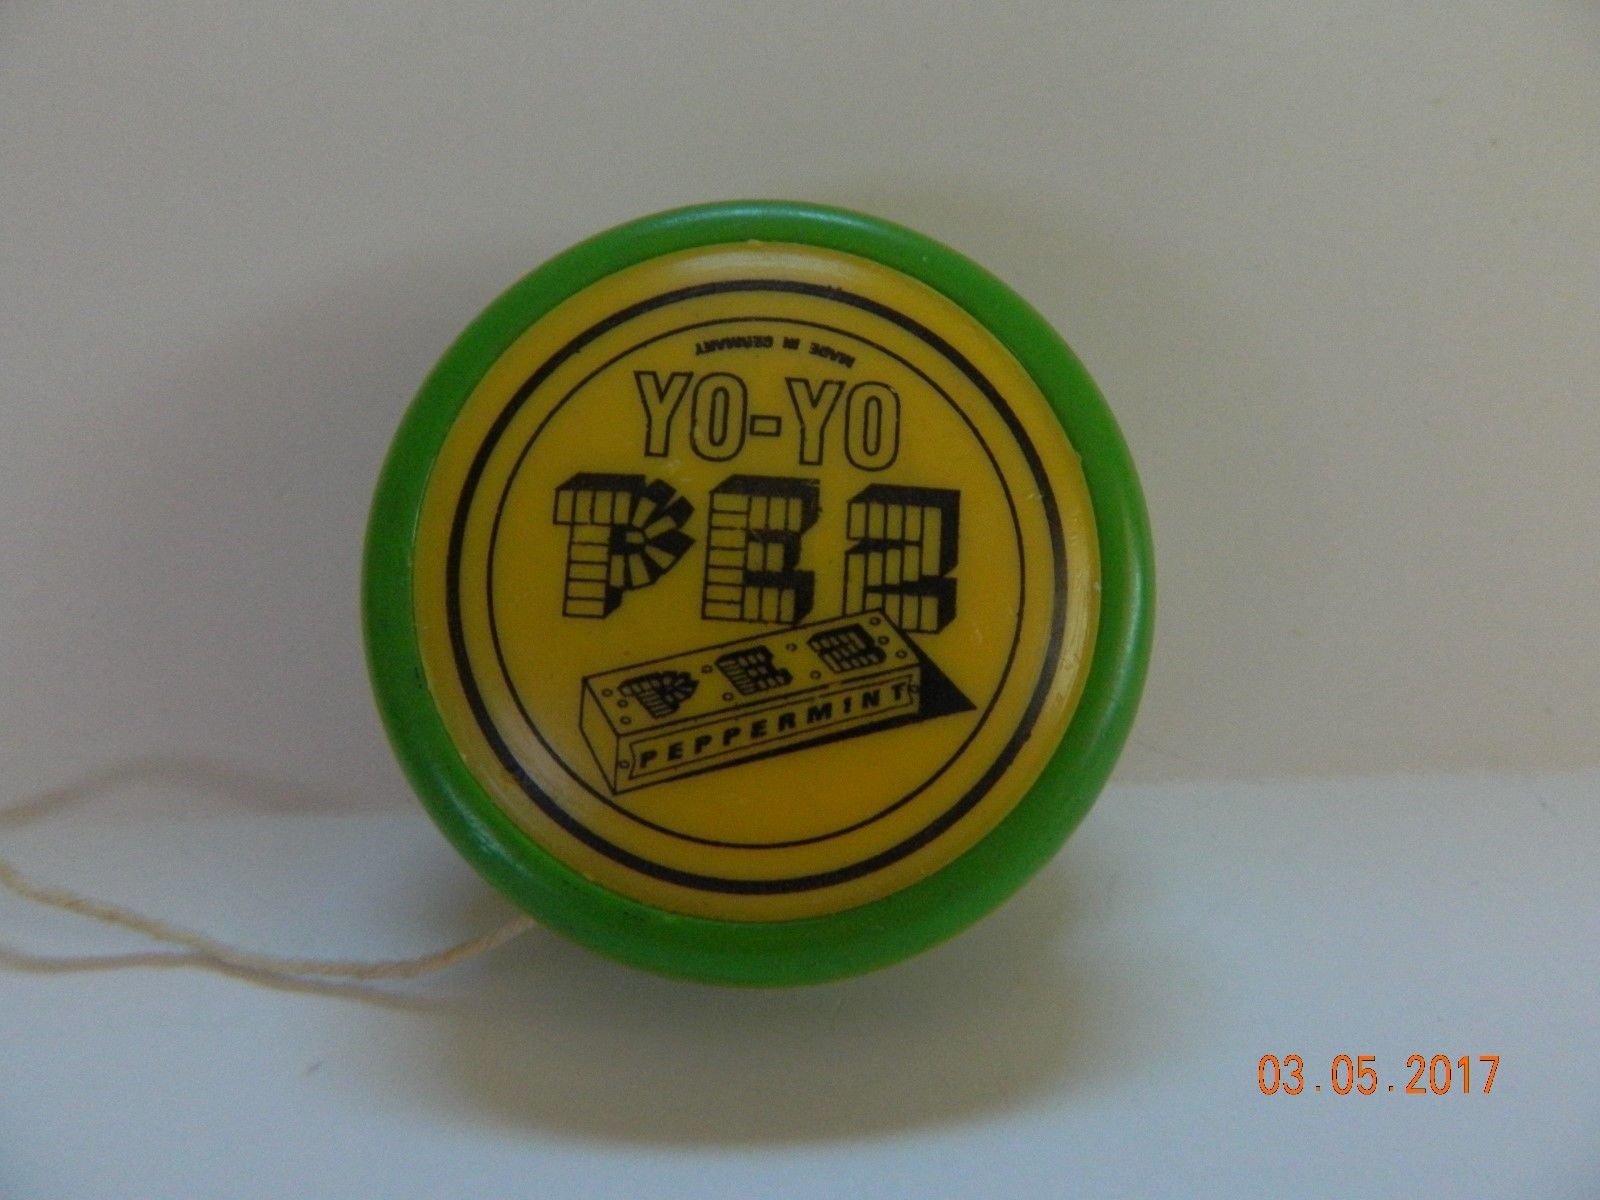 MADE IN GERMANY
YO-YO
PEZ
PEZ
PEPPERMINT
03.05.2017